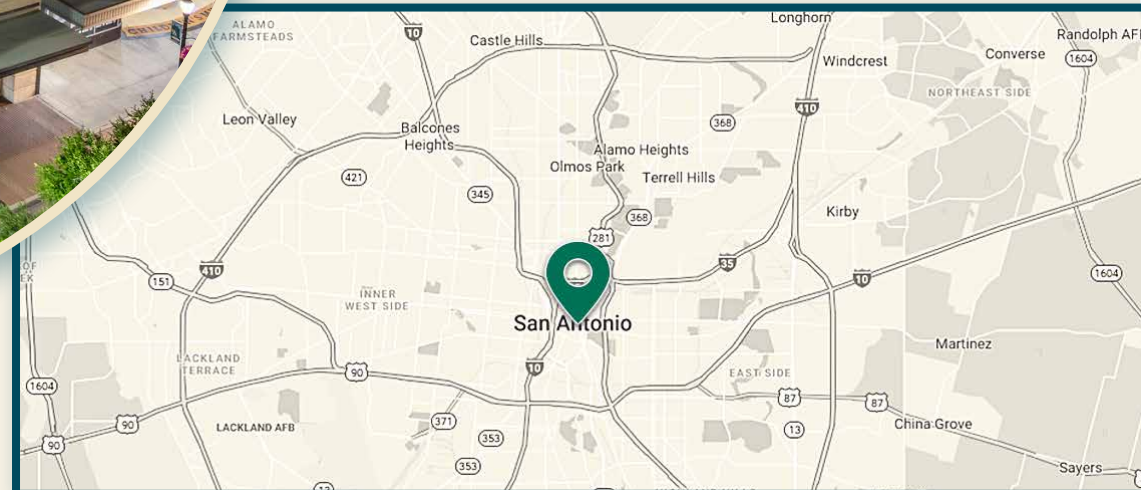 Longhorn
ALAMO
FARMSTEADS
10
Castle Hills
Randolph AF
Windcrest
Converse
1604
NORTHEAST SIDE
410
Leon Valley
Balcones
Heights
368
Alamo Heights
Olmos Park
Terrell Hills
421
345
368
Kirby
281
OF
EK
151
410
35
10
1604
INNER
WEST SIDE
San Antonio
Martinez
LACKLAND
TERRACE
10
90
EAST SIDE
1604
87
87
90
371
LACKLAND AFB
353
13
China Grove
90
353
Sayers